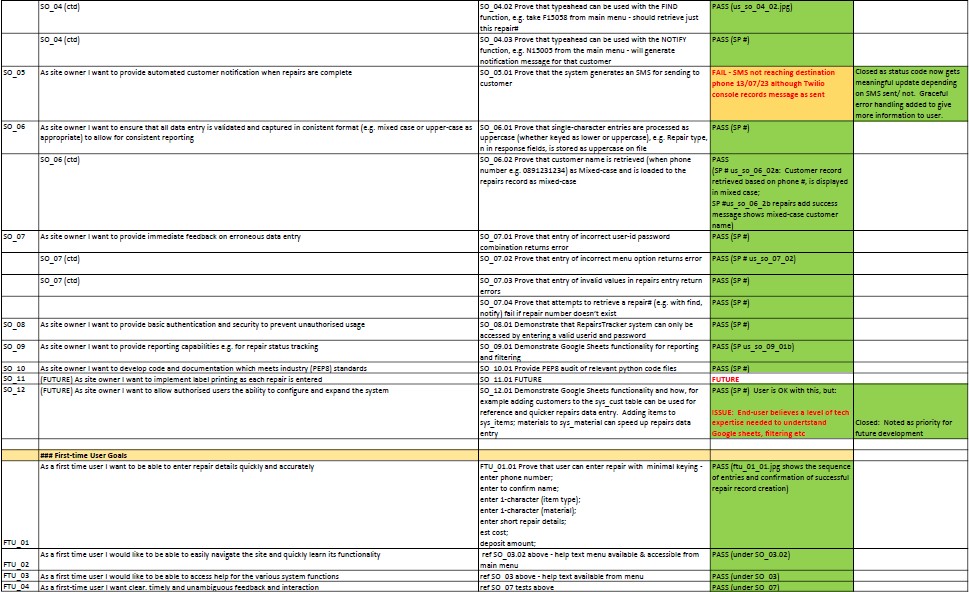 SO_04 (ctd)
SO_04.02 Prove that typeahead can be used with the FIND
function, e.g. take F15058 from main menu - should retrieve just
this repair#
PASS (us_so_04_02.jpg)
SO_04 (ctd)
SO_04.03 Prove that typeahead can be used with the NOTIFY
function, e.g. N15005 from the main menu - will generate
notification message for that customer
PASS (SP #)
SO_05
As site owner I want to provide automated customer notification when repairs are complete
SO_05.01 Prove that the system generates an SMS for sending to
customer
FAIL - SMS not reaching destination
phone 13/07/23 although Twilio
console records message as sent
Closed as status code now gets
meaningful update depending
on SMS sent/ not. Graceful
error handling added to give
more information to user.
SO_06
As site owner I want to ensure that all data entry is validated and captured in conistent format (e.g. mixed case or upper-case as
appropriate) to allow for consistent reporting
SO_06.01 Prove that single-character entries are processed as
uppercase (whether keyed as lower or uppercase), e.g. Repair type,
n in response fields, is stored as uppercase on file
PASS (SP #)
SO_06 (ctd)
SO_06.02 Prove that customer name is retrieved (when phone
number e.g. 0891231234) as Mixed-case and is loaded to the
repairs record as mixed-case
PASS
(SP # us_so_06_02a: Customer record
retrieved based on phone #, is displayed
in mixed case;
SP #us_so_06_2b repairs add success
message shows mixed-case customer
name)
SO_07
As site owner I want to provide immediate feedback on erroneous data entry
SO_07.01 Prove that entry of incorrect user-id password
combination returns error
PASS (SP #)
SO_07 (ctd)
SO_07.02 Prove that entry of incorrect menu option returns error
PASS (SP # us_so_07_02)
SO_07 (ctd)
SO_07.03 Prove that entry of invalid values in repairs entry return
errors
PASS (SP #)
SO_07.04 Prove that attempts to retrieve a repair# (e.g. with find,
notify) fail if repair number doesn't exist
PASS (SP #)
SO_08
As site owner I want to provide basic authentication and security to prevent unauthorised usage
SO_08.01 Demonstrate that RepairsTracker system can only be
accessed by entering a valid userid and password
PASS (SP #)
SO_09
As site owner I want to provide reporting capabilities e.g. for repair status tracking
SO_09.01 Demonstrate Google Sheets functionality for reporting
and filtering
PASS (SP us_so_09_01b)
SO_10
As site owner I want to develop code and documentation which meets industry (PEP8) standards
SO_10.01 Provide PEP8 audit of relevant python code files
PASS (SP #)
SO_11
(FUTURE) As site owner I want to implement label printing as each repair is entered
SO_11.01 FUTURE
FUTURE
SO_12
(FUTURE) As site owner I want to allow authorised users the ability to configure and expand the system
SO_12.01 Demonstrate Google Sheets functionality and how, for
example adding customers to the sys_cust table can be used for
reference and quicker repairs data entry. Adding items to
sys_items; materials to sys_material can speed up repairs data
entry
PASS (SP #) User is OK with this, but:
ISSUE: End-user believes a level of tech
expertise needed to undertstand
Google sheets, filtering etc
Closed: Noted as priority for
future development
### First-time User Goals
FTU_01
As a first time user I want to be able to enter repair details quickly and accurately
FTU_01.01 Prove that user can enter repair with minimal keying -
enter phone number;
enter to confirm name;
enter 1-character (item type);
enter 1-character (material);
enter short repair details;
est cost;
deposit amount;
PASS (ftu_01_01.jpg shows the sequence
of entries and confirmation of successful
repair record creation)
FTU_02
As a first time user I would like to be able to easily navigate the site and quickly learn its functionality
ref SO_03.02 above - help text menu available & accessible from
main menu
PASS (under SO_03.02)
FTU_03
As a first time user I would like to be able to access help for the various system functions
ref SO_03 above - help text available from menu
PASS (under SO_03)
FTU_04
As a first time user I want clear, timely and unambiguous feedback and interaction
ref SO_07 tests above
PASS (under SO_07)